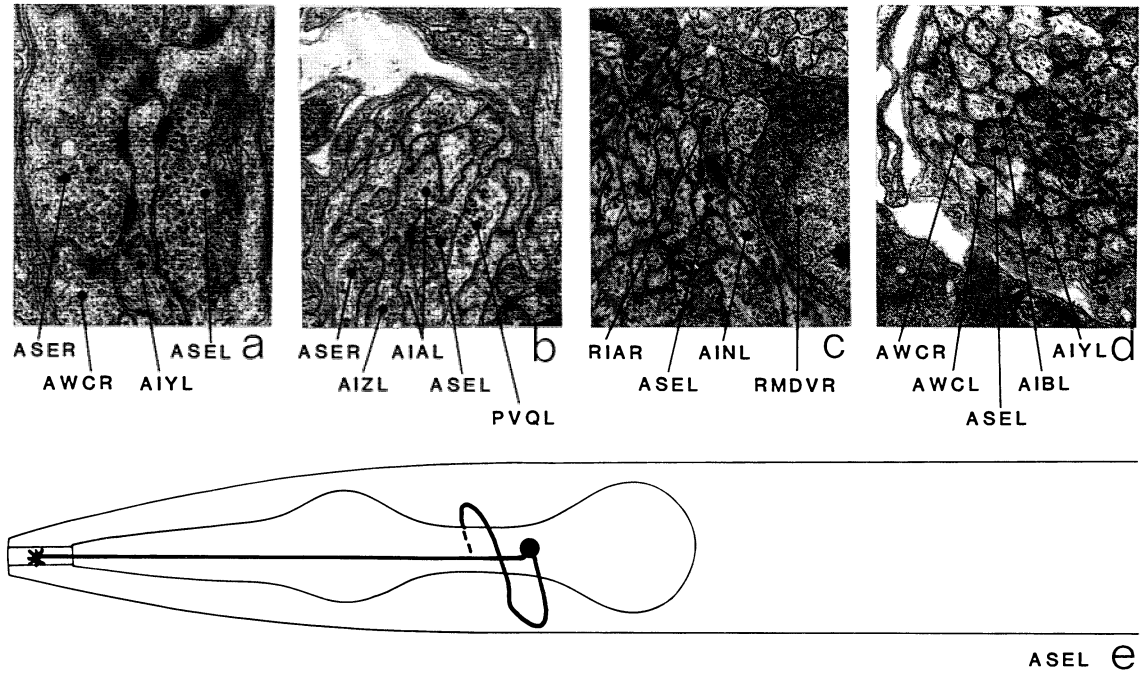 ASER ASEL a
AWCR AIYL
ASER AIAL b
AIZL ASEL
PVQL
RIAR AINL c
ASEL RMDVR
AWCR AIYL d
AWCL AIBL
ASEL
ASEL e